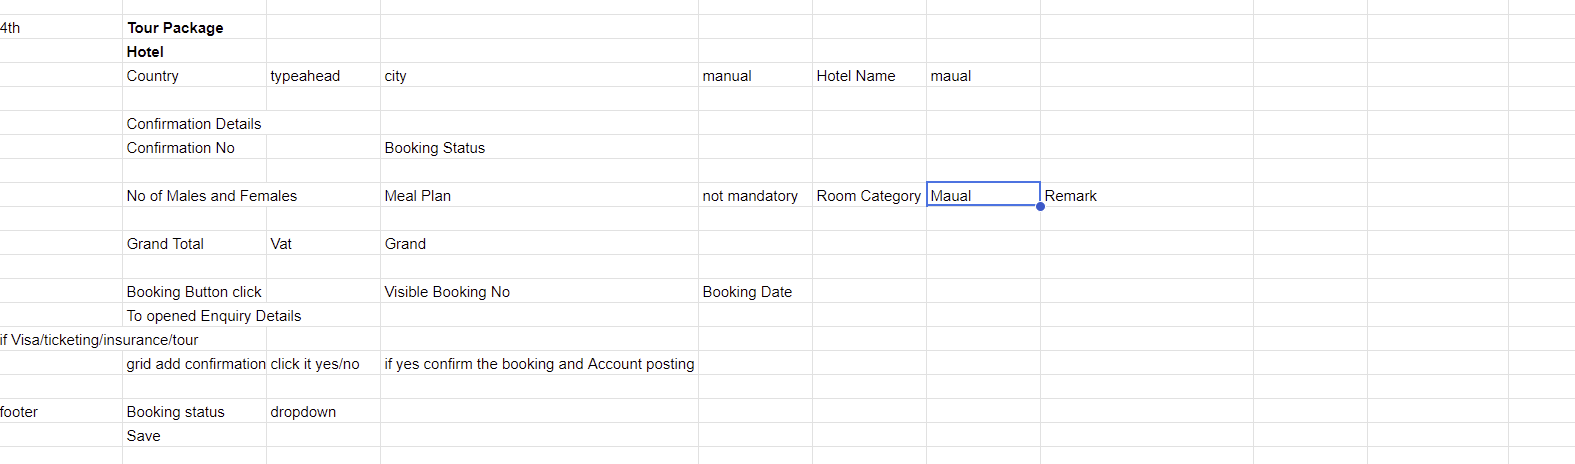 4th Tour Package
Hotel
Country typeahead city manual Hotel Name maual
Confirmation Details
Confirmation No Booking Status
No of Males and Females Meal Plan not mandatory Room Category Maual Remark
Grand Total Vat Grand
Booking Button click Visible Booking No Booking Date
To opened Enquiry Details
if Visa/ticketing/insurance/tour
grid add confirmation click it yes/no if yes confirm the booking and Account posting
footer Booking status dropdown
Save